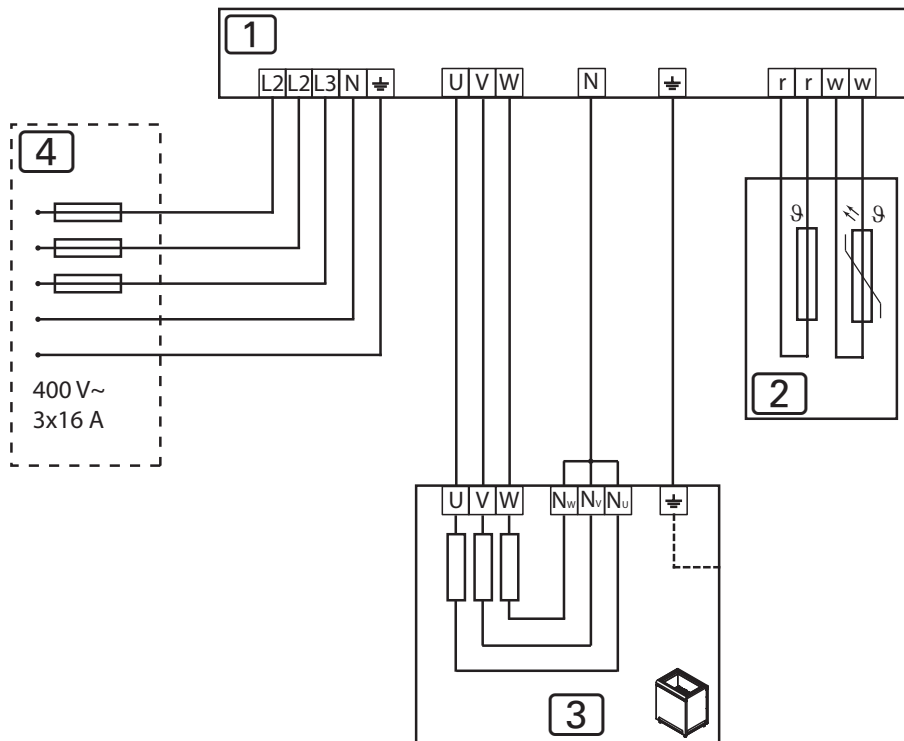 1
L2 L2 L3 N U V W N r r w w
4
ϑ ϑ
400 V~
3x16 A
2
U V W NW NV NU
3